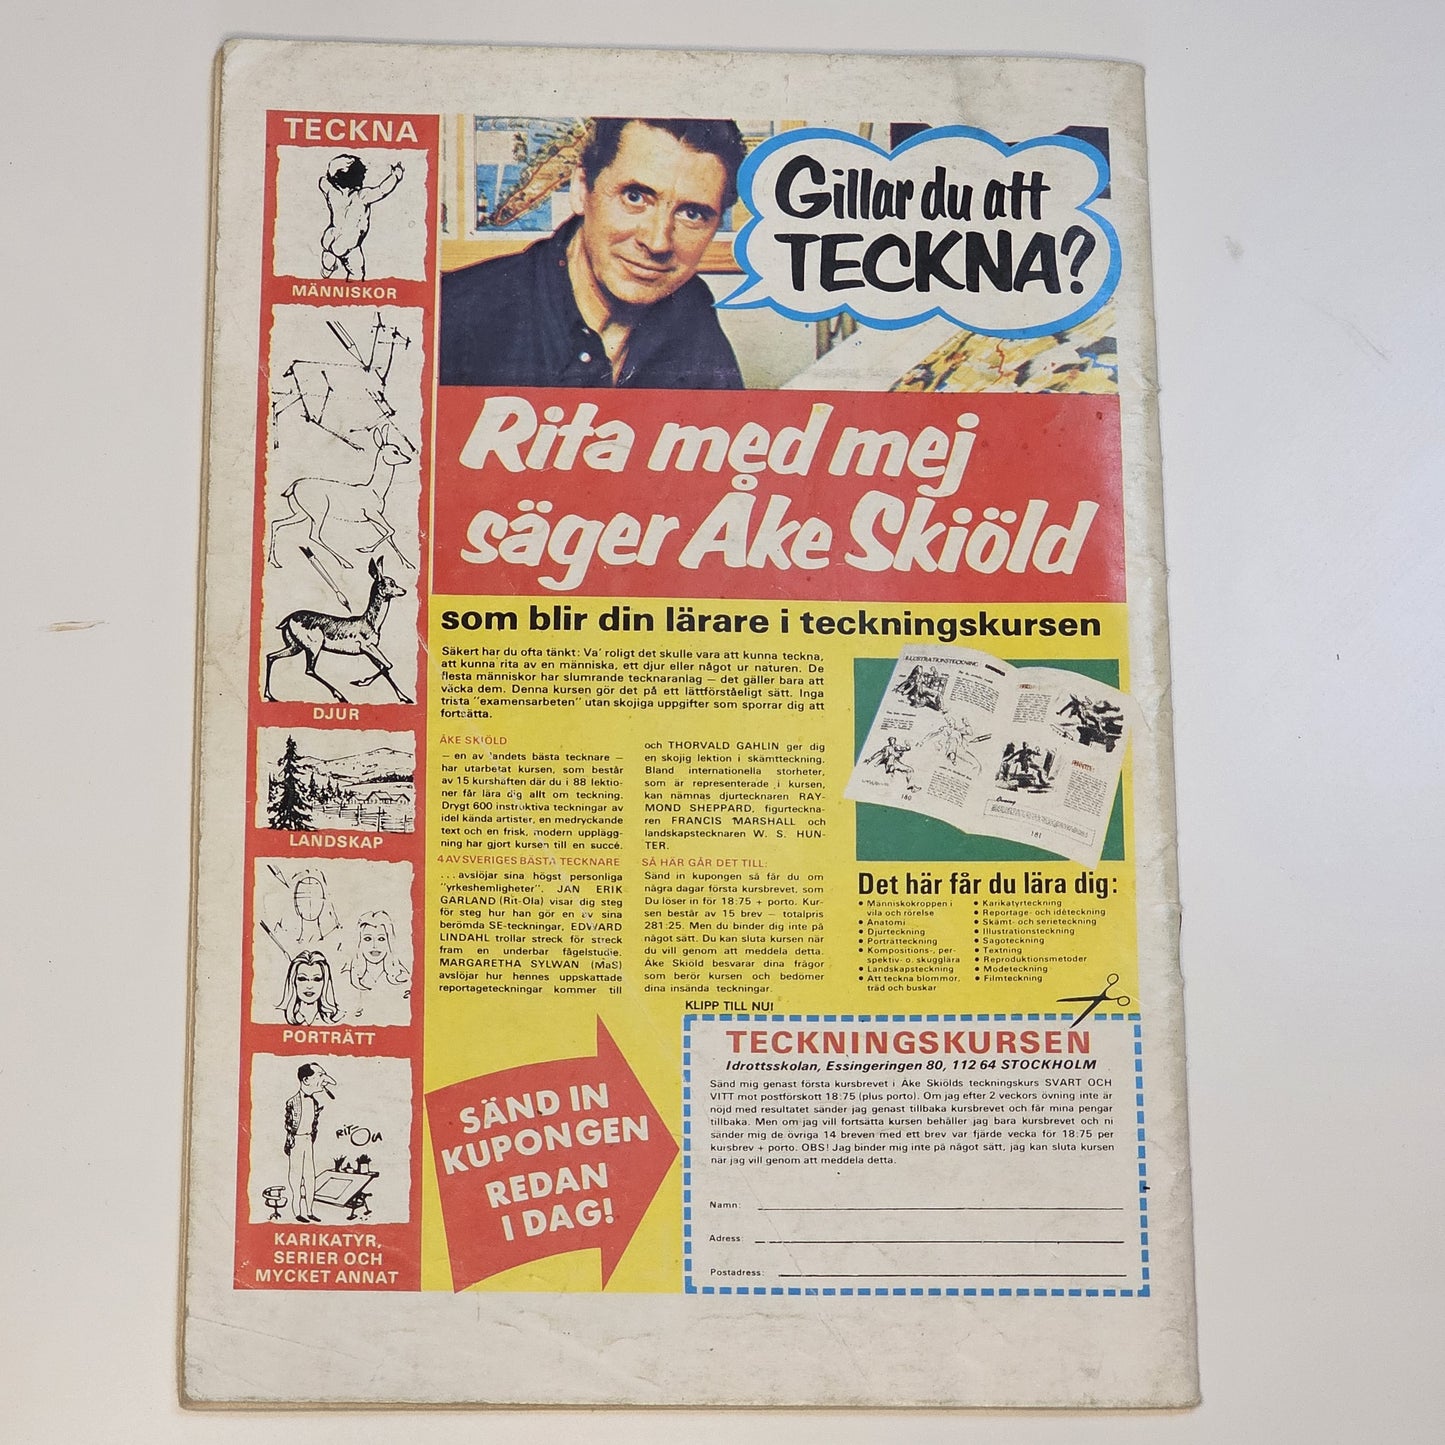 TECKNA
MÄNNISKOR
DJUR
LANDSKAP
PORTRÄTT
RIT-OLA
KARIKATYR,
SERIER OCH
MYCKET ANNAT
Gillar du att
TECKNA?
Rita med mej
säger Åke Skiöld
som blir din lärare i teckningskursen
Säkert har du ofta tänkt: Va' roligt det skulle vara att kunna teckna,
att kunna rita av en människa, ett djur eller något ur naturen. De
flesta människor har slumrande tecknaranlag – det gäller bara att
väcka dem. Denna kursen gör det på ett lättförståeligt sätt. Inga
trista "examensarbeten" utan skojiga uppgifter som sporrar dig att
fortsätta.
ÅKE SKIÖLD
– en av landets bästa tecknare –
har utarbetat kursen, som består
av 15 kurshäften där du i 88 lektio-
ner får lära dig allt om teckning.
Drygt 600 instruktiva teckningar av
idel kända artister, en medryckande
text och en frisk, modern upplägg-
ning har gjort kursen till en succé.
4 AV SVERIGES BÄSTA TECKNARE
. . . avslöjar sina högst personliga
"yrkeshemligheter". JAN ERIK
GARLAND (Rit-Ola) visar dig steg
för steg hur han gör en av sina
berömda SE-teckningar, EDWARD
LINDAHL trollar streck för streck
fram en underbar fågelstudie.
MARGARETHA SYLWAN (MaS)
avslöjar hur hennes uppskattade
reportageteckningar kommer till
och THORVALD GAHLIN ger dig
en skojig lektion i skämtteckning.
Bland internationella storheter,
som är representerade i kursen,
kan nämnas djurtecknaren RAY-
MOND SHEPPARD, figurteckna-
ren FRANCIS MARSHALL och
landskapstecknaren W. S. HUN-
TER.
SÅ HÄR GÅR DET TILL:
Sänd in kupongen så får du om
några dagar första kursbrevet, som
Du löser in för 18:75 + porto. Kur-
sen består av 15 brev – totalpris
281:25. Men du binder dig inte på
något sätt. Du kan sluta kursen när
du vill genom att meddela detta.
Åke Skiöld besvarar dina frågor
som berör kursen och bedömer
dina insända teckningar.
ILLUSTRATIONSTECKNING
180
181
Det här får du lära dig:
• Människokroppen i
vila och rörelse
• Anatomi
• Djurteckning
• Porträtteckning
• Kompositions-, per-
spektiv- o. skugglära
• Landskapsteckning
• Att teckna blommor,
träd och buskar
• Karikatyrteckning
• Reportage- och idéteckning
• Skämt- och serieteckning
• Illustrationsteckning
• Sagoteckning
• Textning
• Reproduktionsmetoder
• Modeteckning
• Filmteckning
SÄND IN
KUPONGEN
REDAN
I DAG!
KLIPP TILL NU!
TECKNINGSKURSEN
Idrottsskolan, Essingeringen 80, 112 64 STOCKHOLM
Sänd mig genast första kursbrevet i Åke Skiölds teckningskurs SVART OCH
VITT mot postförskott 18:75 (plus porto). Om jag efter 2 veckors övning inte är
nöjd med resultatet sänder jag genast tillbaka kursbrevet och får mina pengar
tillbaka. Men om jag vill fortsätta kursen behåller jag bara kursbrevet och ni
sänder mig de övriga 14 breven med ett brev var fjärde vecka för 18:75 per
kursbrev + porto. OBS! Jag binder mig inte på något sätt, jag kan sluta kursen
när jag vill genom att meddela detta.
Namn:
Adress:
Postadress: